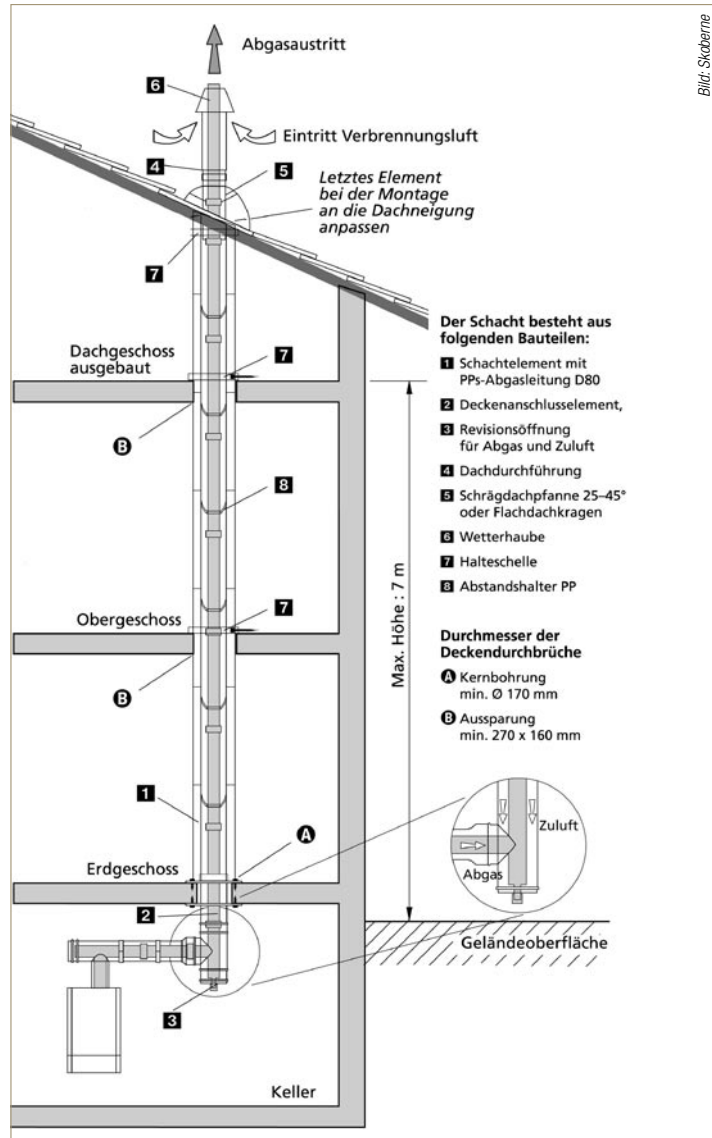 Bild: Skoberne
Abgasaustritt
6
Eintritt Verbrennungsluft
4
5
Letztes Element
bei der Montage
an die Dachneigung
anpassen
7
Der Schacht besteht aus
folgenden Bauteilen:
1 Schachtelement mit
PPs-Abgasleitung D80
2 Deckenanschlusselement,
3 Revisionsöffnung
für Abgas und Zuluft
4 Dachdurchführung
5 Schrägdachpfanne 25–45°
oder Flachdachkragen
6 Wetterhaube
7 Halteschelle
8 Abstandshalter PP
Durchmesser der
Deckendurchbrüche
A Kernbohrung
min. Ø 170 mm
B Aussparung
min. 270 x 160 mm
Dachgeschoss
ausgebaut
7
B
8
Max. Höhe : 7 m
Obergeschoss
7
B
1
A
Erdgeschoss
Zuluft
Abgas
2
Geländeoberfläche
3
Keller